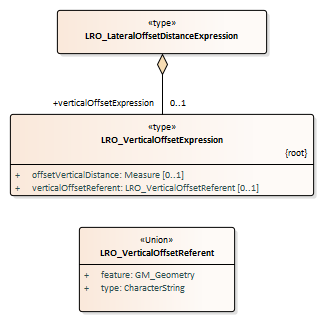 «type»
LRO_LateralOffsetDistanceExpression
+verticalOffsetExpression 0..1
«type»
LRO_VerticalOffsetExpression
{root}
+ offsetVerticalDistance: Measure [0..1]
+ verticalOffsetReferent: LRO_VerticalOffsetReferent [0..1]
«Union»
LRO_VerticalOffsetReferent
+ feature: GM_Geometry
+ type: CharacterString